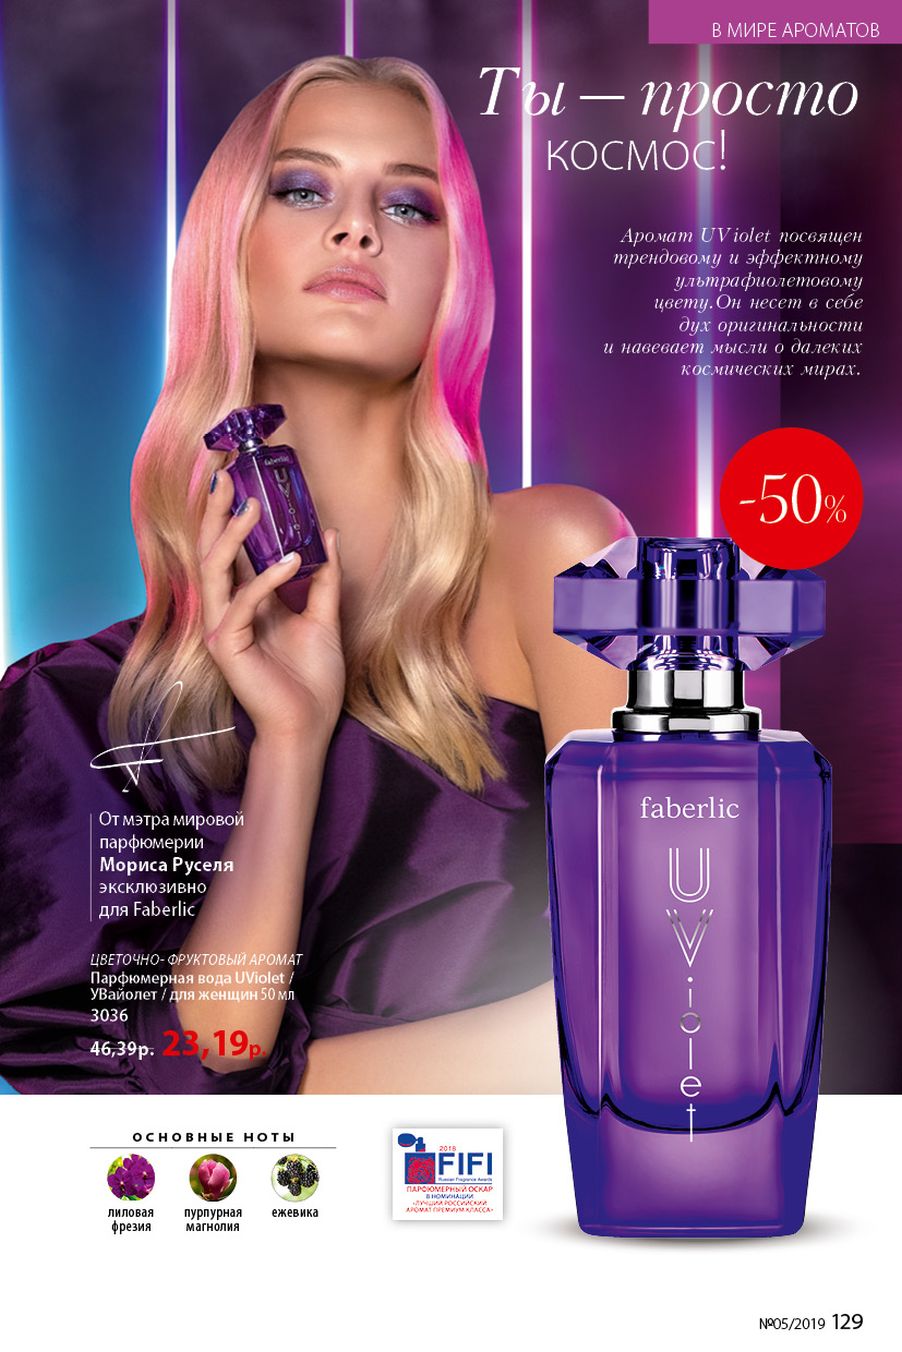 В МИРЕ АРОМАТОВ
Ты — просто
космос!
Аромат UViolet посвящен
трендовому и эффектному
ультрафиолетовому
цвету.Он несет в себе
дух оригинальности
и навевает мысли о далеких
космических мирах.
-50%
faberlic
UViolet
От мэтра мировой
парфюмерии
Мориса Руселя
эксклюзивно
для Faberlic
ЦВЕТОЧНО- ФРУКТОВЫЙ АРОМАТ
Парфюмерная вода UViolet /
УВайолет / для женщин 50 мл
3036
46,39р. 23,19р.
faberlic
UViolet
ОСНОВНЫЕ НОТЫ
лиловая
фрезия
пурпурная
магнолия
ежевика
2018
FIFI
Russian Fragrance Awards
ПАРФЮМЕРНЫЙ ОСКАР
В НОМИНАЦИИ
«ЛУЧШИЙ РОССИЙСКИЙ
АРОМАТ ПРЕМИУМ КЛАССА»
№05/2019 129